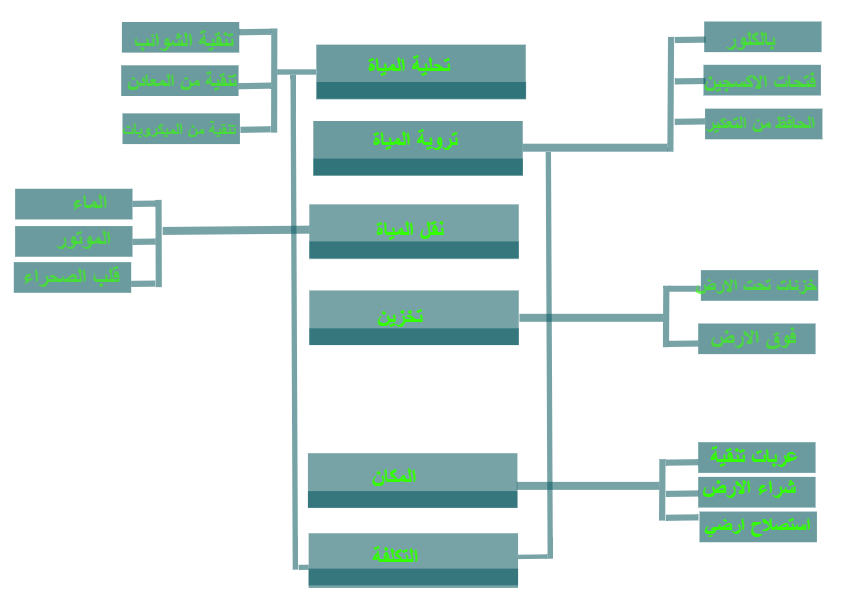 تحلية المياة
تنقية الشوائب
تنقية من المعادن
تنقية من الميكروبات
تروية المياة
بالكلور
فتحات الاكسجين
الحافظ من التعكير
نقل المياة
الماء
الموتور
قلب الصحراء
تخزين
خزنات تحت الارض
فوق الارض
المكان
عربات تنقية
شراء الارض
استصلاح ارضي
التكلفة